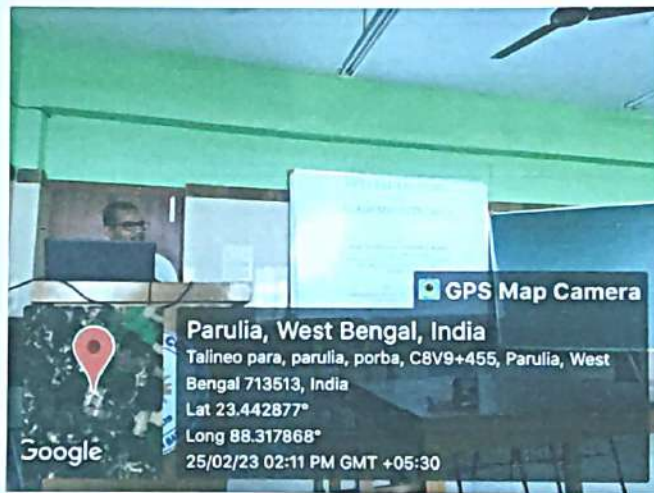 GPS Map Camera
Parulia, West Bengal, India
Talineo para, parulia, porba, C8V9+455, Parulia, West
Bengal 713513, India
Lat 23.442877°
Long 88.317868°
25/02/23 02:11 PM GMT +05:30
Google